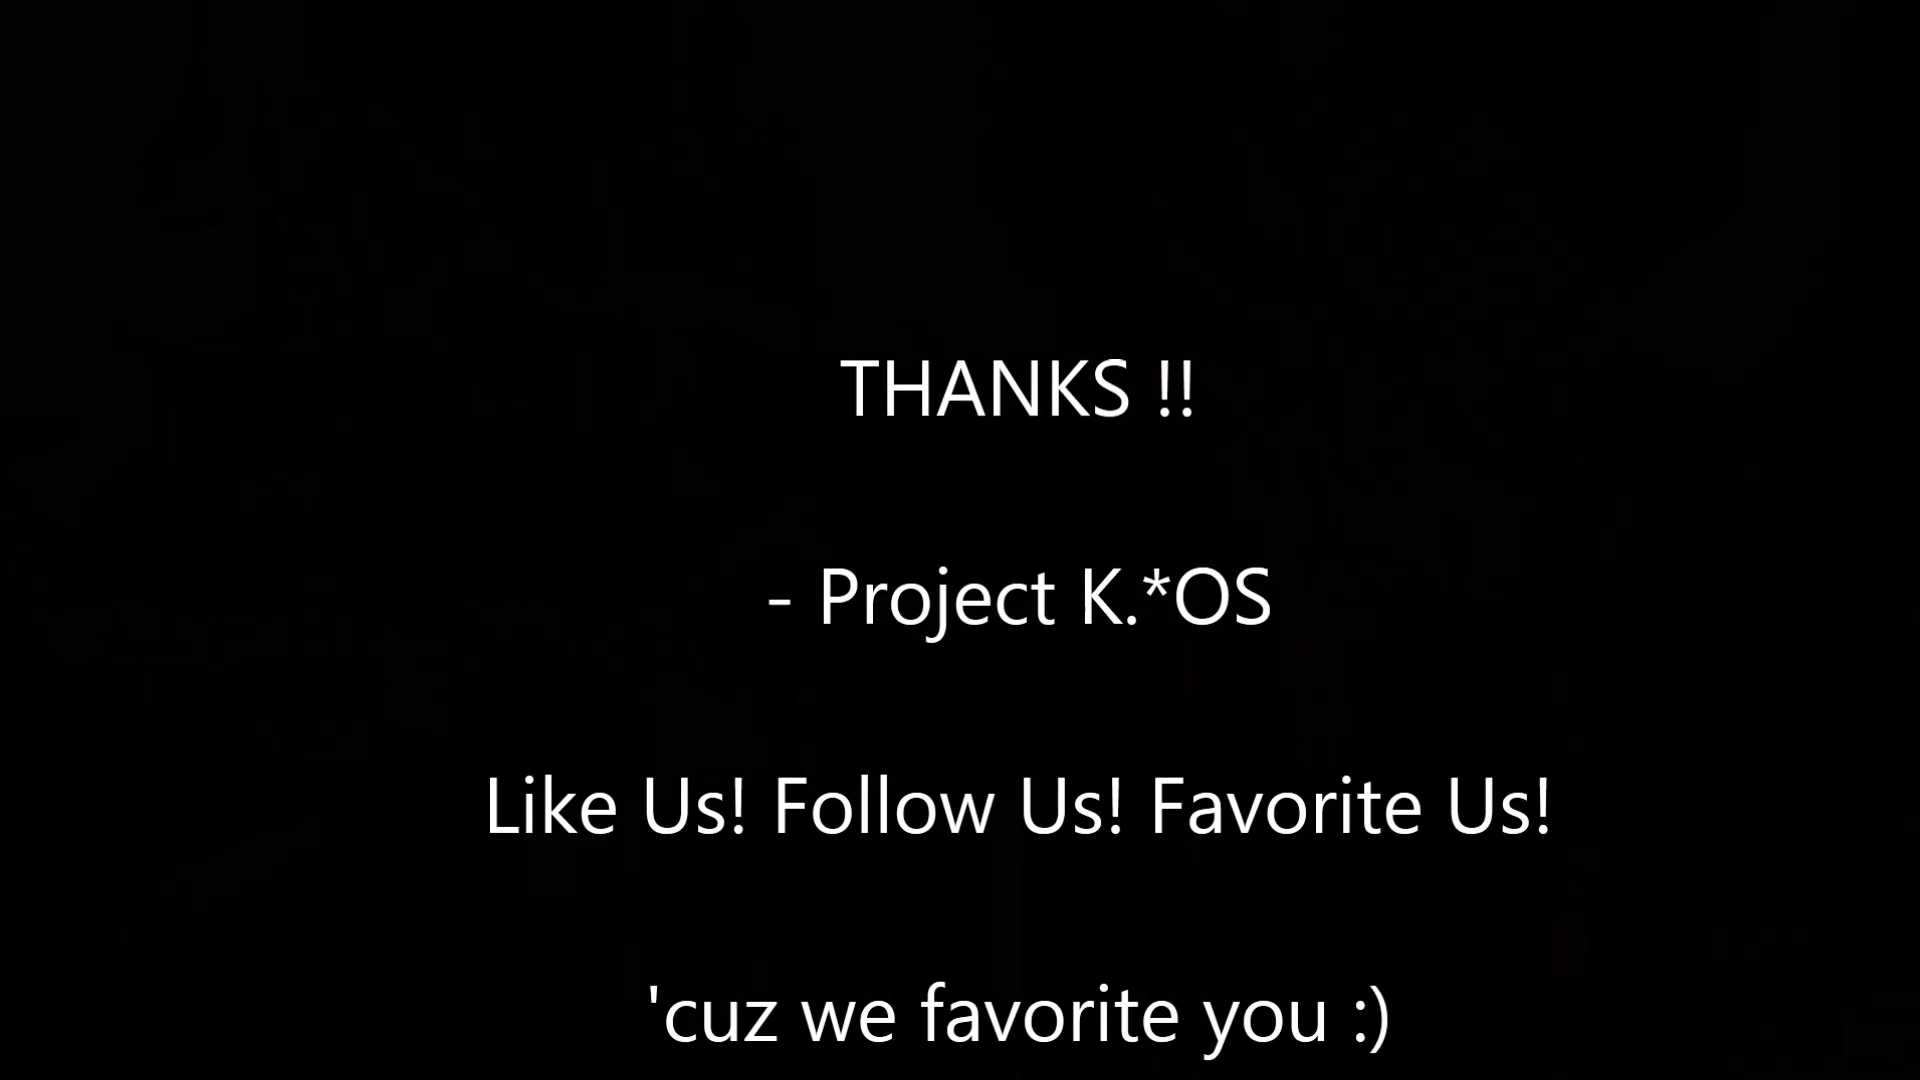 THANKS !!
- Project K.*OS
Like Us! Follow Us! Favorite Us!
'cuz we favorite you :)